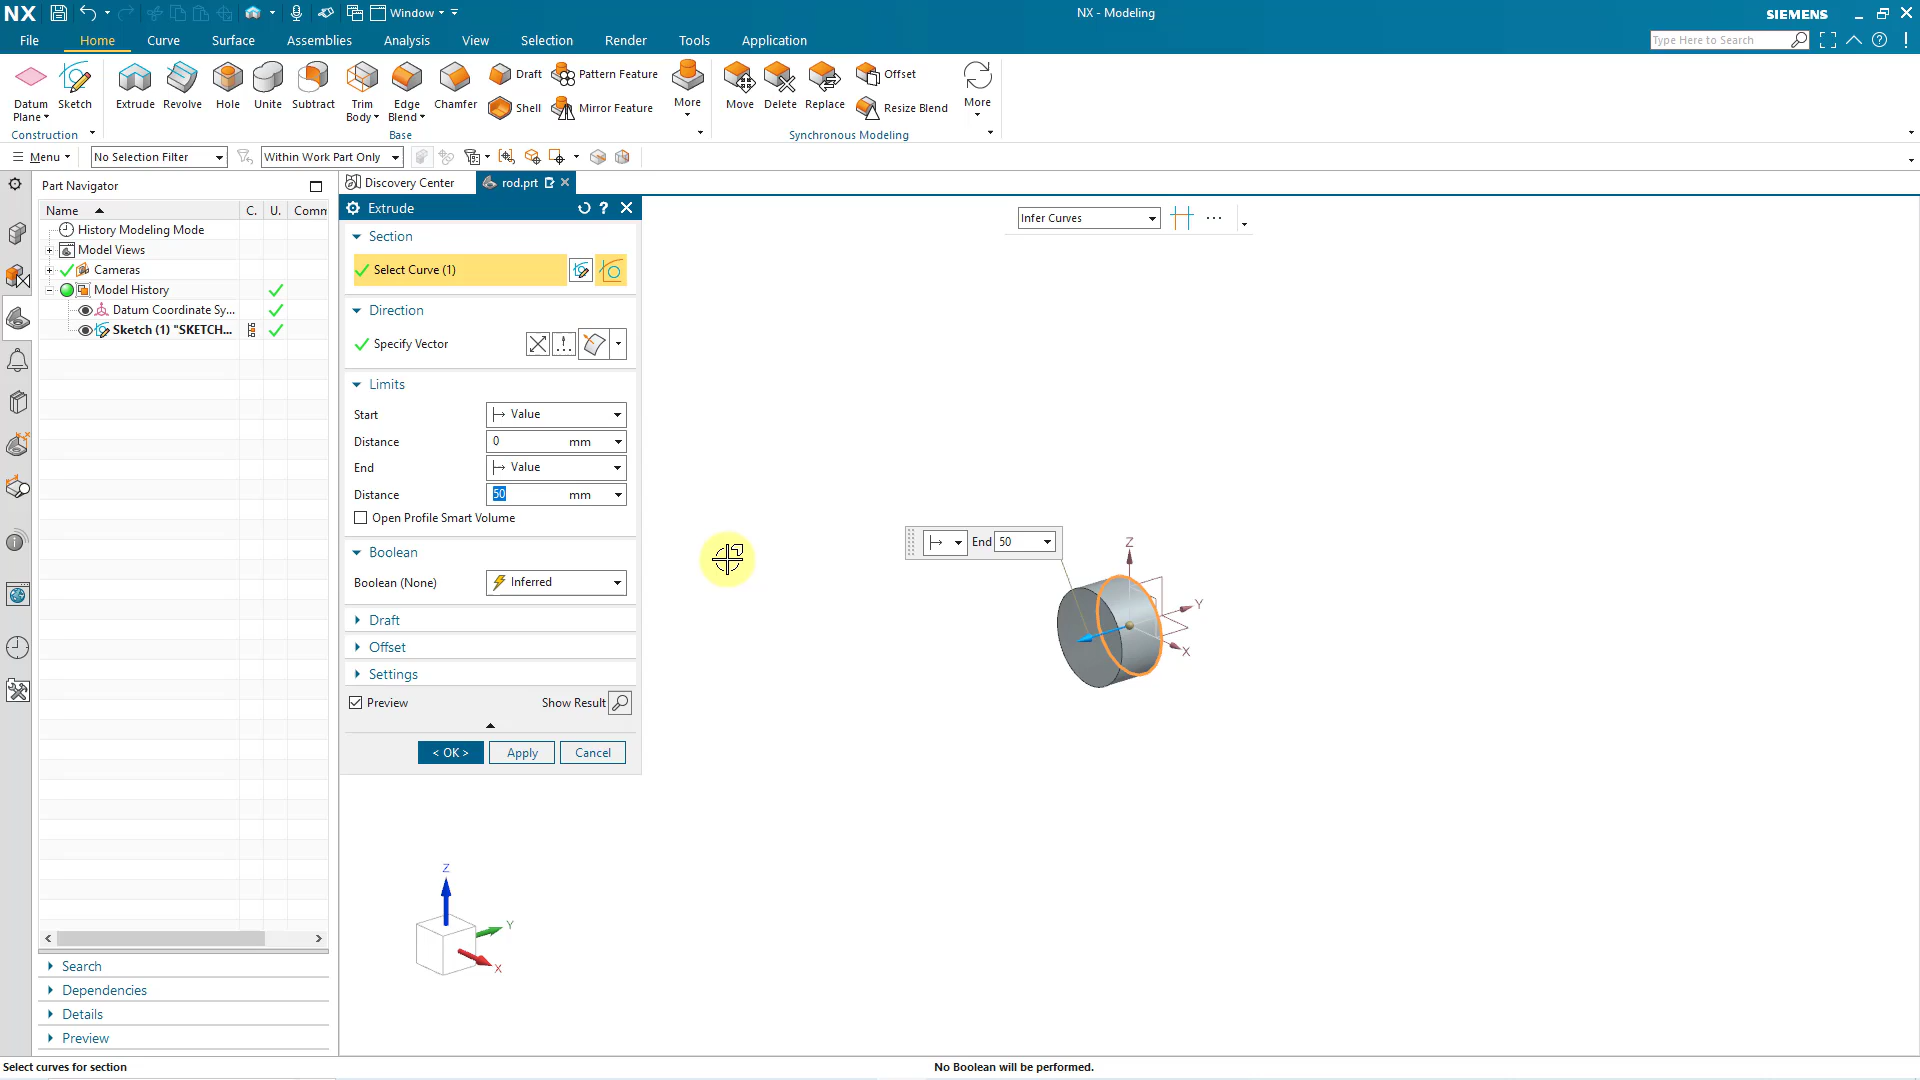 NX
Window
NX - Modeling
SIEMENS
File
Home
Curve
Surface
Assemblies
Analysis
View
Selection
Render
Tools
Application
Type Here to Search
Datum Plane
Sketch
Extrude
Revolve
Hole
Unite
Subtract
Trim Body
Edge Blend
Chamfer
Draft
Shell
Pattern Feature
Mirror Feature
More
Move
Delete
Replace
Offset
Resize Blend
More
Construction
Base
Synchronous Modeling
Menu
No Selection Filter
Within Work Part Only
Part Navigator
Name
C.
U.
Comm
History Modeling Mode
Model Views
Cameras
Model History
Datum Coordinate Sy...
Sketch (1) "SKETCH...
Search
Dependencies
Details
Preview
Discovery Center
rod.prt
Extrude
?
Section
Select Curve (1)
Direction
Specify Vector
Limits
Start
Value
Distance
0 mm
End
Value
Distance
50 mm
Open Profile Smart Volume
Boolean
Boolean (None)
Inferred
Draft
Offset
Settings
Preview
Show Result
< OK >
Apply
Cancel
Infer Curves
End 50
Z
Y
X
Z
Y
X
Select curves for section
No Boolean will be performed.